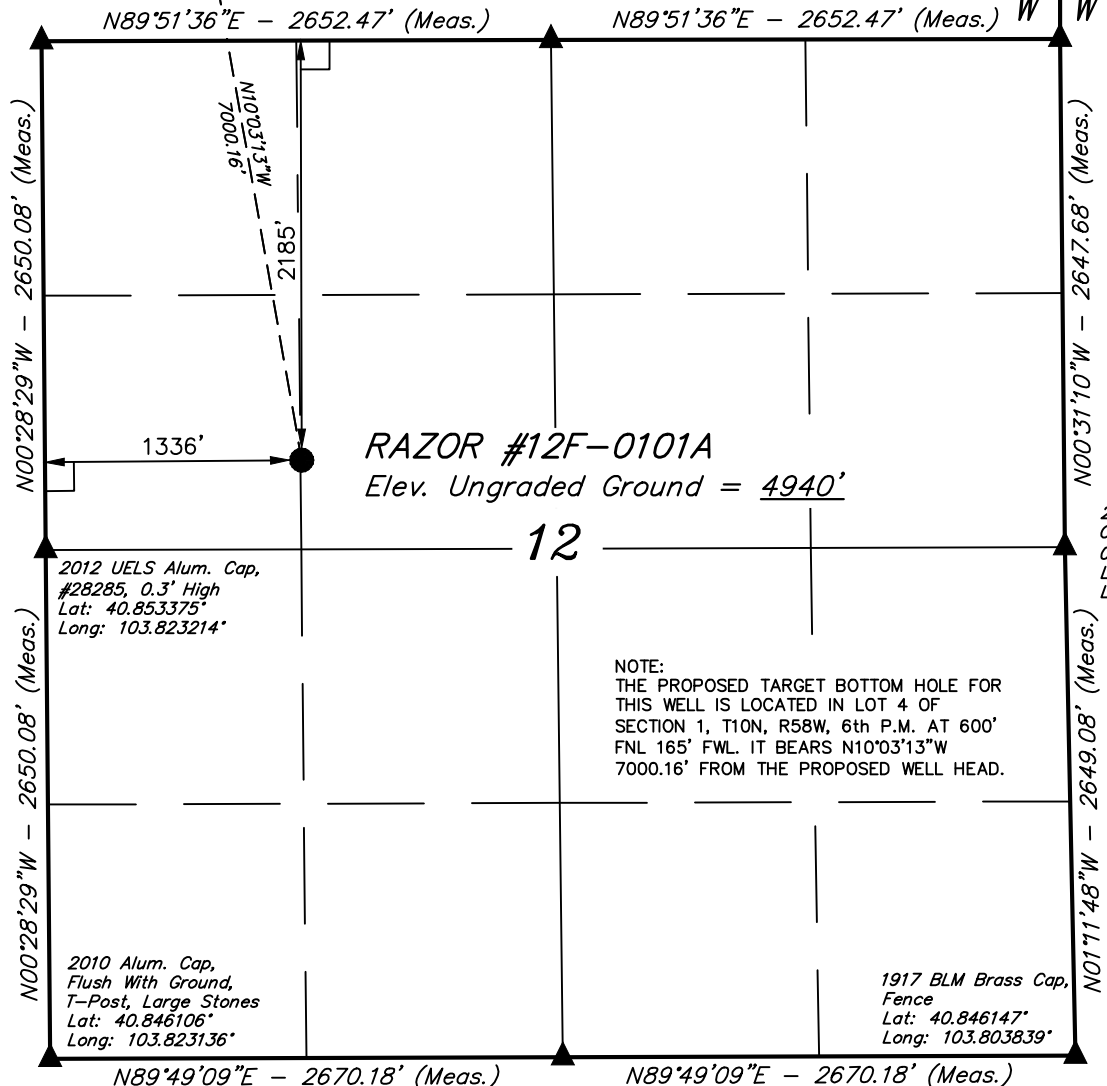 N89°51'36"E - 2652.47' (Meas.)
N89°51'36"E - 2652.47' (Meas.)
W
W
N00°28'29"W - 2650.08' (Meas.)
N10°03'13"W
7000.16'
2185'
N00°31'10"W - 2647.68' (Meas.)
1336'
RAZOR #12F-0101A
Elev. Ungraded Ground = 4940'
12
2012 UELS Alum. Cap,
#28285, 0.3' High
Lat: 40.853375°
Long: 103.823214°
NOTE:
THE PROPOSED TARGET BOTTOM HOLE FOR
THIS WELL IS LOCATED IN LOT 4 OF
SECTION 1, T10N, R58W, 6th P.M. AT 600'
FNL 165' FWL. IT BEARS N10°03'13"W
7000.16' FROM THE PROPOSED WELL HEAD.
N00°28'29"W - 2650.08' (Meas.)
N01°11'48"W - 2649.08' (Meas.)
2010 Alum. Cap,
Flush With Ground,
T-Post, Large Stones
Lat: 40.846106°
Long: 103.823136°
1917 BLM Brass Cap,
Fence
Lat: 40.846147°
Long: 103.803839°
N89°49'09"E - 2670.18' (Meas.)
N89°49'09"E - 2670.18' (Meas.)